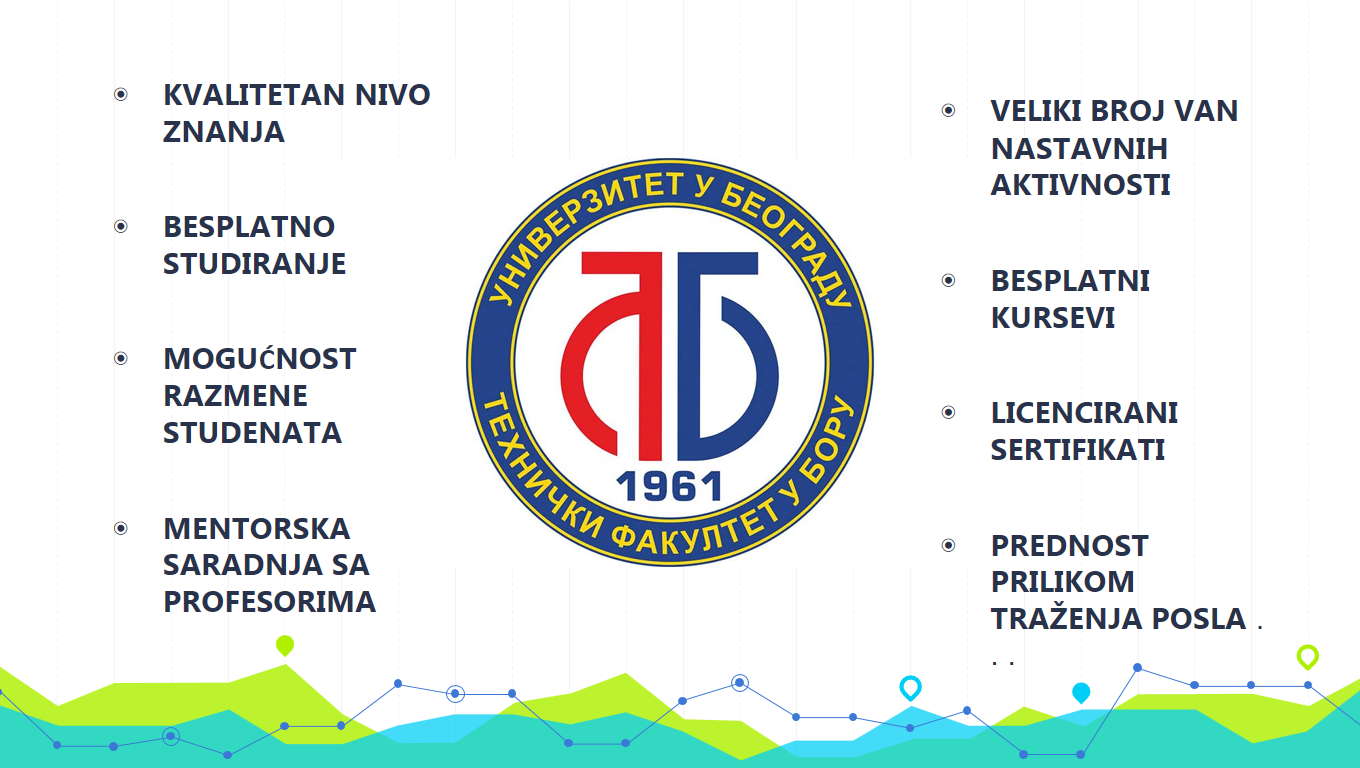 KVALITETAN NIVO
ZNANJA
BESPLATNO
STUDIRANJE
MOGUĆNOST
RAZMENE
STUDENATA
MENTORSKA
SARADNJA SA
PROFESORIMA
УНИВЕРЗИТЕТ У БЕОГРАДУ
1961
ТЕХНИЧКИ ФАКУЛТЕТ У БОРУ
VELIKI BROJ VAN
NASTAVNIH
AKTIVNOSTI
BESPLATNI
KURSEVI
LICENCIRANI
SERTIFIKATI
PREDNOST
PRILIKOM
TRAŽENJA POSLA .
. .